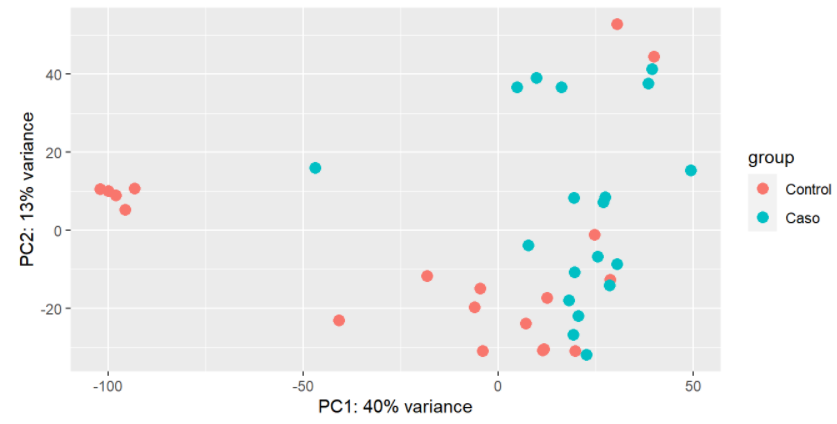 40
20
0
-20
PC2: 13% variance
-100
-50
0
50
PC1: 40% variance
group
Control
Caso